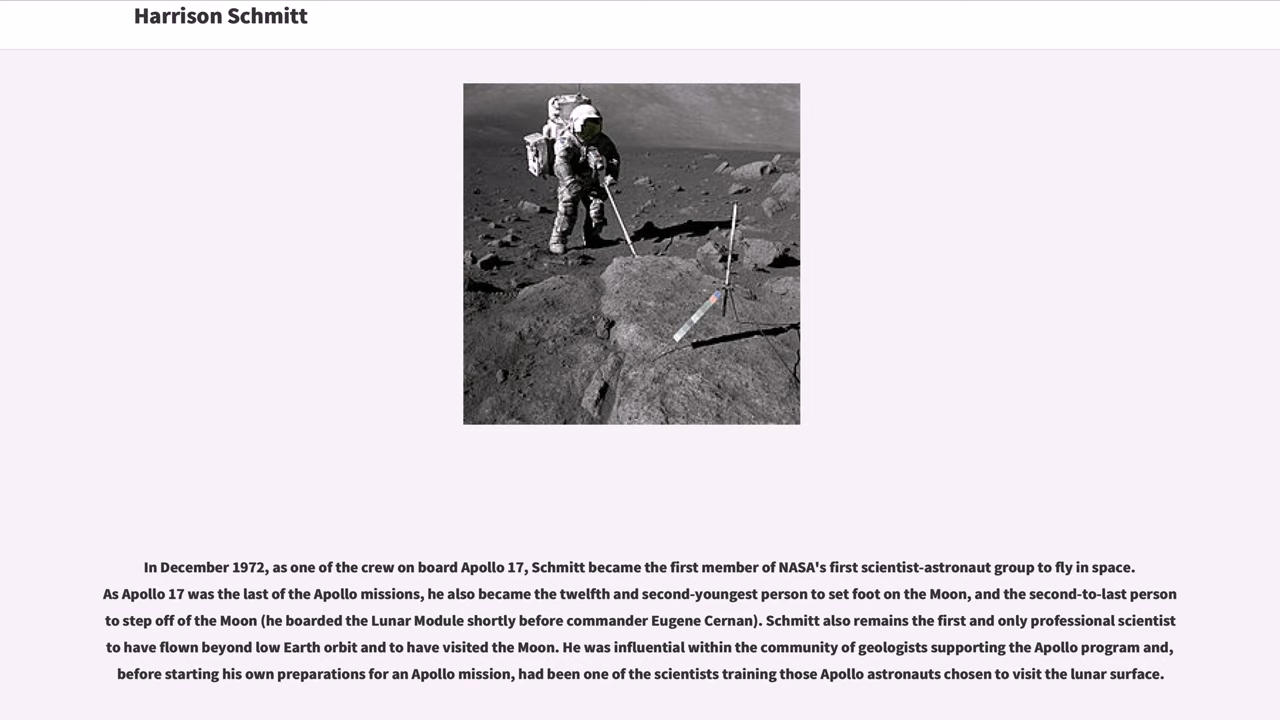 Harrison Schmitt
In December 1972, as one of the crew on board Apollo 17, Schmitt became the first member of NASA's first scientist-astronaut group to fly in space.
As Apollo 17 was the last of the Apollo missions, he also became the twelfth and second-youngest person to set foot on the Moon, and the second-to-last person
to step off of the Moon (he boarded the Lunar Module shortly before commander Eugene Cernan). Schmitt also remains the first and only professional scientist
to have flown beyond low Earth orbit and to have visited the Moon. He was influential within the community of geologists supporting the Apollo program and,
before starting his own preparations for an Apollo mission, had been one of the scientists training those Apollo astronauts chosen to visit the lunar surface.